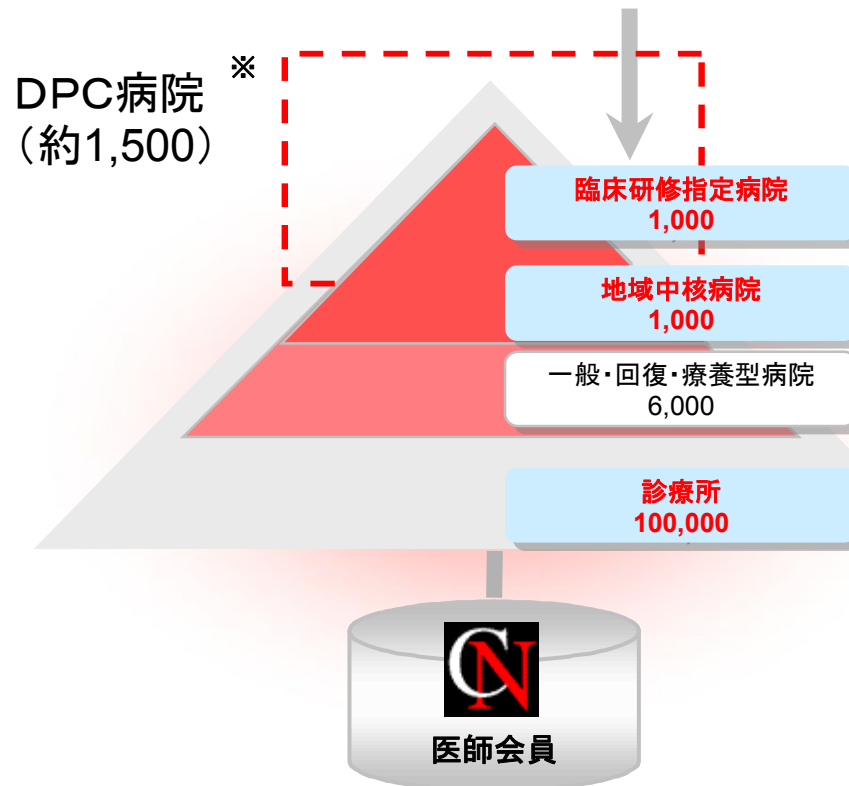 ※
DPC病院
（約1,500）
臨床研修指定病院
1,000
地域中核病院
1,000
一般・回復・療養型病院
6,000
診療所
100,000
CN
医師会員